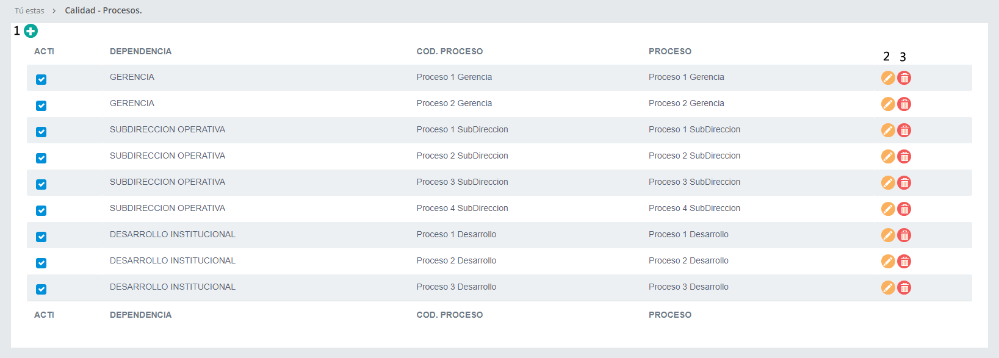 Tú estas > Calidad - Procesos.
1
ACTI DEPENDENCIA COD. PROCESO PROCESO
2 3
GERENCIA Proceso 1 Gerencia Proceso 1 Gerencia
GERENCIA Proceso 2 Gerencia Proceso 2 Gerencia
SUBDIRECCION OPERATIVA Proceso 1 SubDireccion Proceso 1 SubDireccion
SUBDIRECCION OPERATIVA Proceso 2 SubDireccion Proceso 2 SubDireccion
SUBDIRECCION OPERATIVA Proceso 3 SubDireccion Proceso 3 SubDireccion
SUBDIRECCION OPERATIVA Proceso 4 SubDireccion Proceso 4 SubDireccion
DESARROLLO INSTITUCIONAL Proceso 1 Desarrollo Proceso 1 Desarrollo
DESARROLLO INSTITUCIONAL Proceso 2 Desarrollo Proceso 2 Desarrollo
DESARROLLO INSTITUCIONAL Proceso 3 Desarrollo Proceso 3 Desarrollo
ACTI DEPENDENCIA COD. PROCESO PROCESO